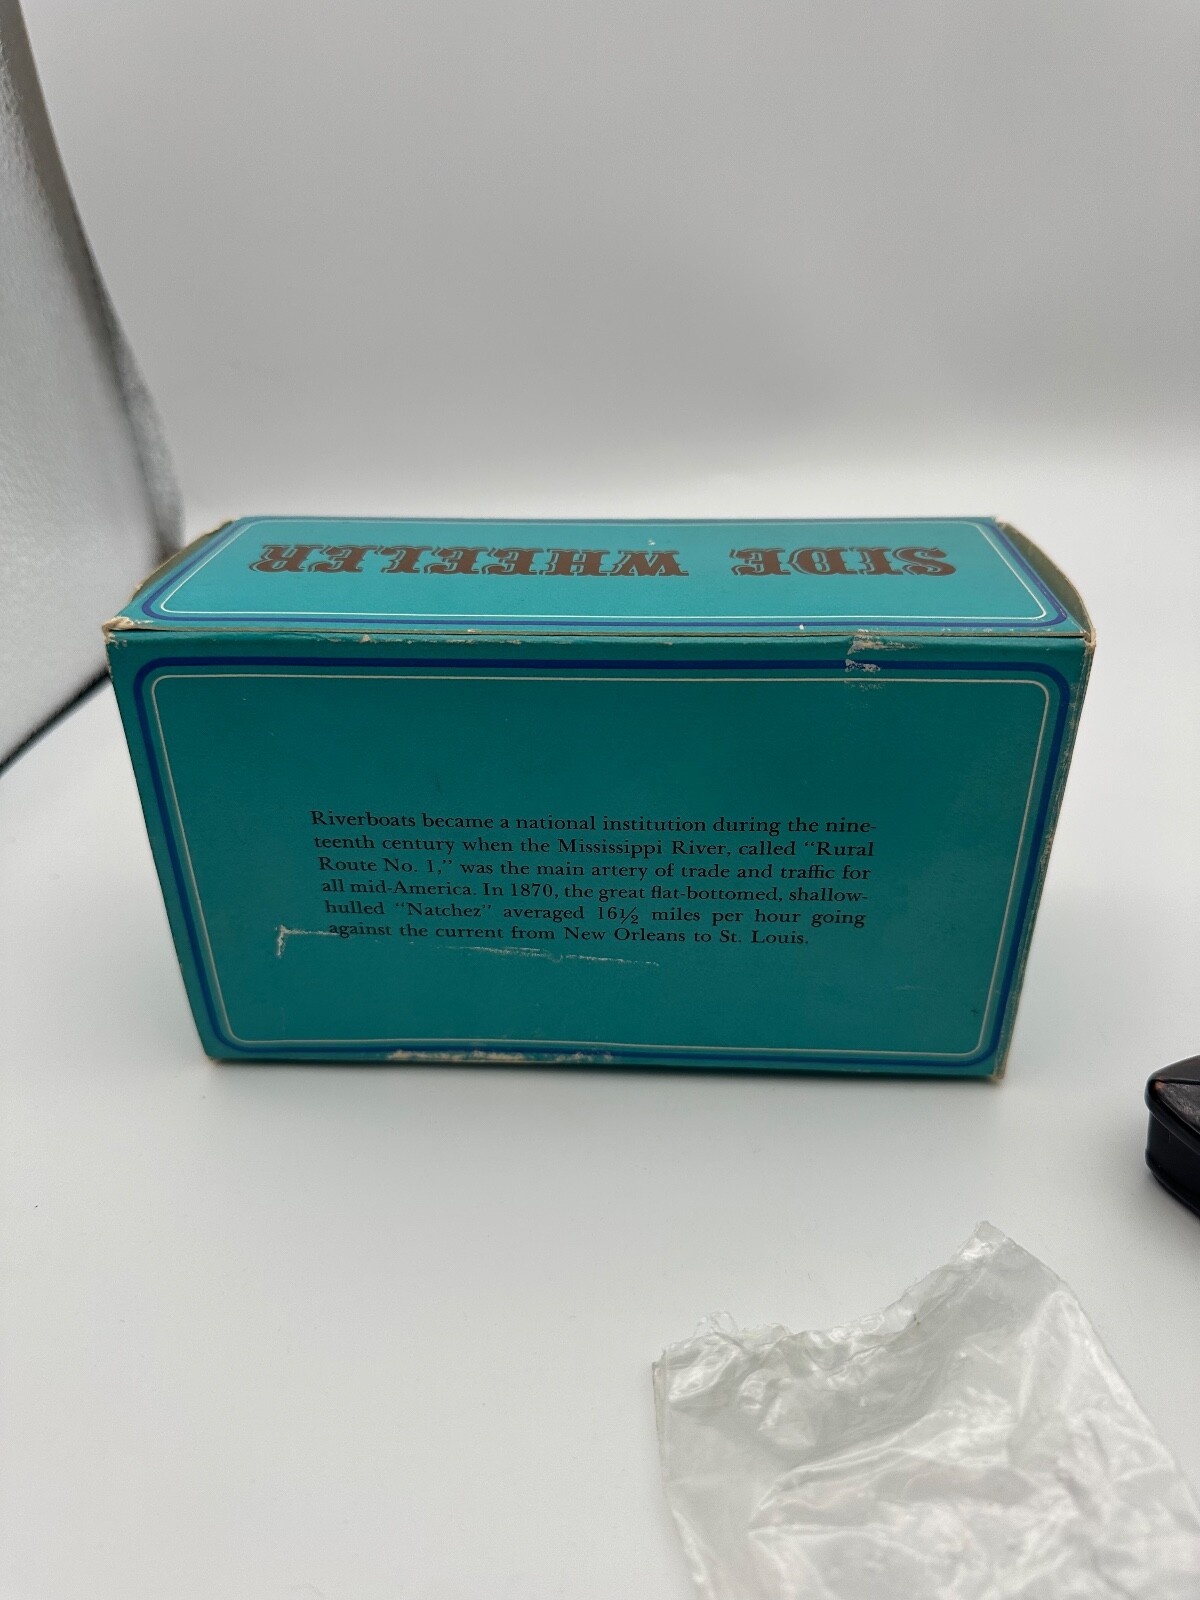 SIDE WHEELER
Riverboats became a national institution during the nine-
teenth century when the Mississippi River, called "Rural
Route No. 1," was the main artery of trade and traffic for
all mid-America. In 1870, the great flat-bottomed, shallow-
hulled "Natchez" averaged 16½ miles per hour going
against the current from New Orleans to St. Louis.